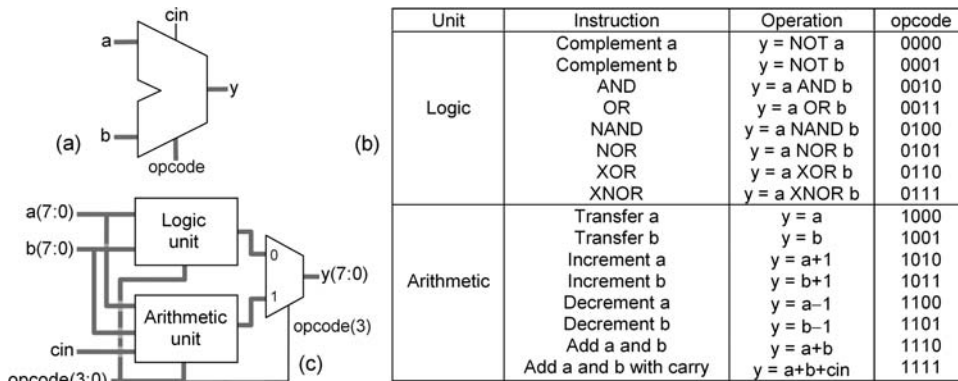 cin
a
y
b
(a)
opcode
(b)
Unit Instruction Operation opcode
Logic
Complement a y = NOT a 0000
Complement b y = NOT b 0001
AND y = a AND b 0010
OR y = a OR b 0011
NAND y = a NAND b 0100
NOR y = a NOR b 0101
XOR y = a XOR b 0110
XNOR y = a XNOR b 0111
Arithmetic
Transfer a y = a 1000
Transfer b y = b 1001
Increment a y = a+1 1010
Increment b y = b+1 1011
Decrement a y = a–1 1100
Decrement b y = b–1 1101
Add a and b y = a+b 1110
Add a and b with carry y = a+b+cin 1111
a(7:0)
Logic
unit
b(7:0)
0
y(7:0)
1
Arithmetic
unit
opcode(3)
cin
(c)
opcode(3:0)